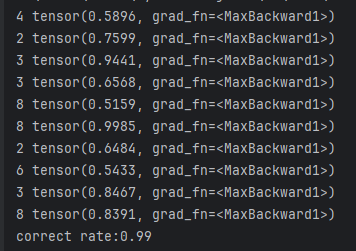 4 tensor(0.5896, grad_fn=<MaxBackward1>)
2 tensor(0.7599, grad_fn=<MaxBackward1>)
3 tensor(0.9441, grad_fn=<MaxBackward1>)
3 tensor(0.6568, grad_fn=<MaxBackward1>)
8 tensor(0.5159, grad_fn=<MaxBackward1>)
8 tensor(0.9985, grad_fn=<MaxBackward1>)
2 tensor(0.6484, grad_fn=<MaxBackward1>)
6 tensor(0.5433, grad_fn=<MaxBackward1>)
3 tensor(0.8467, grad_fn=<MaxBackward1>)
8 tensor(0.8391, grad_fn=<MaxBackward1>)
correct rate:0.99